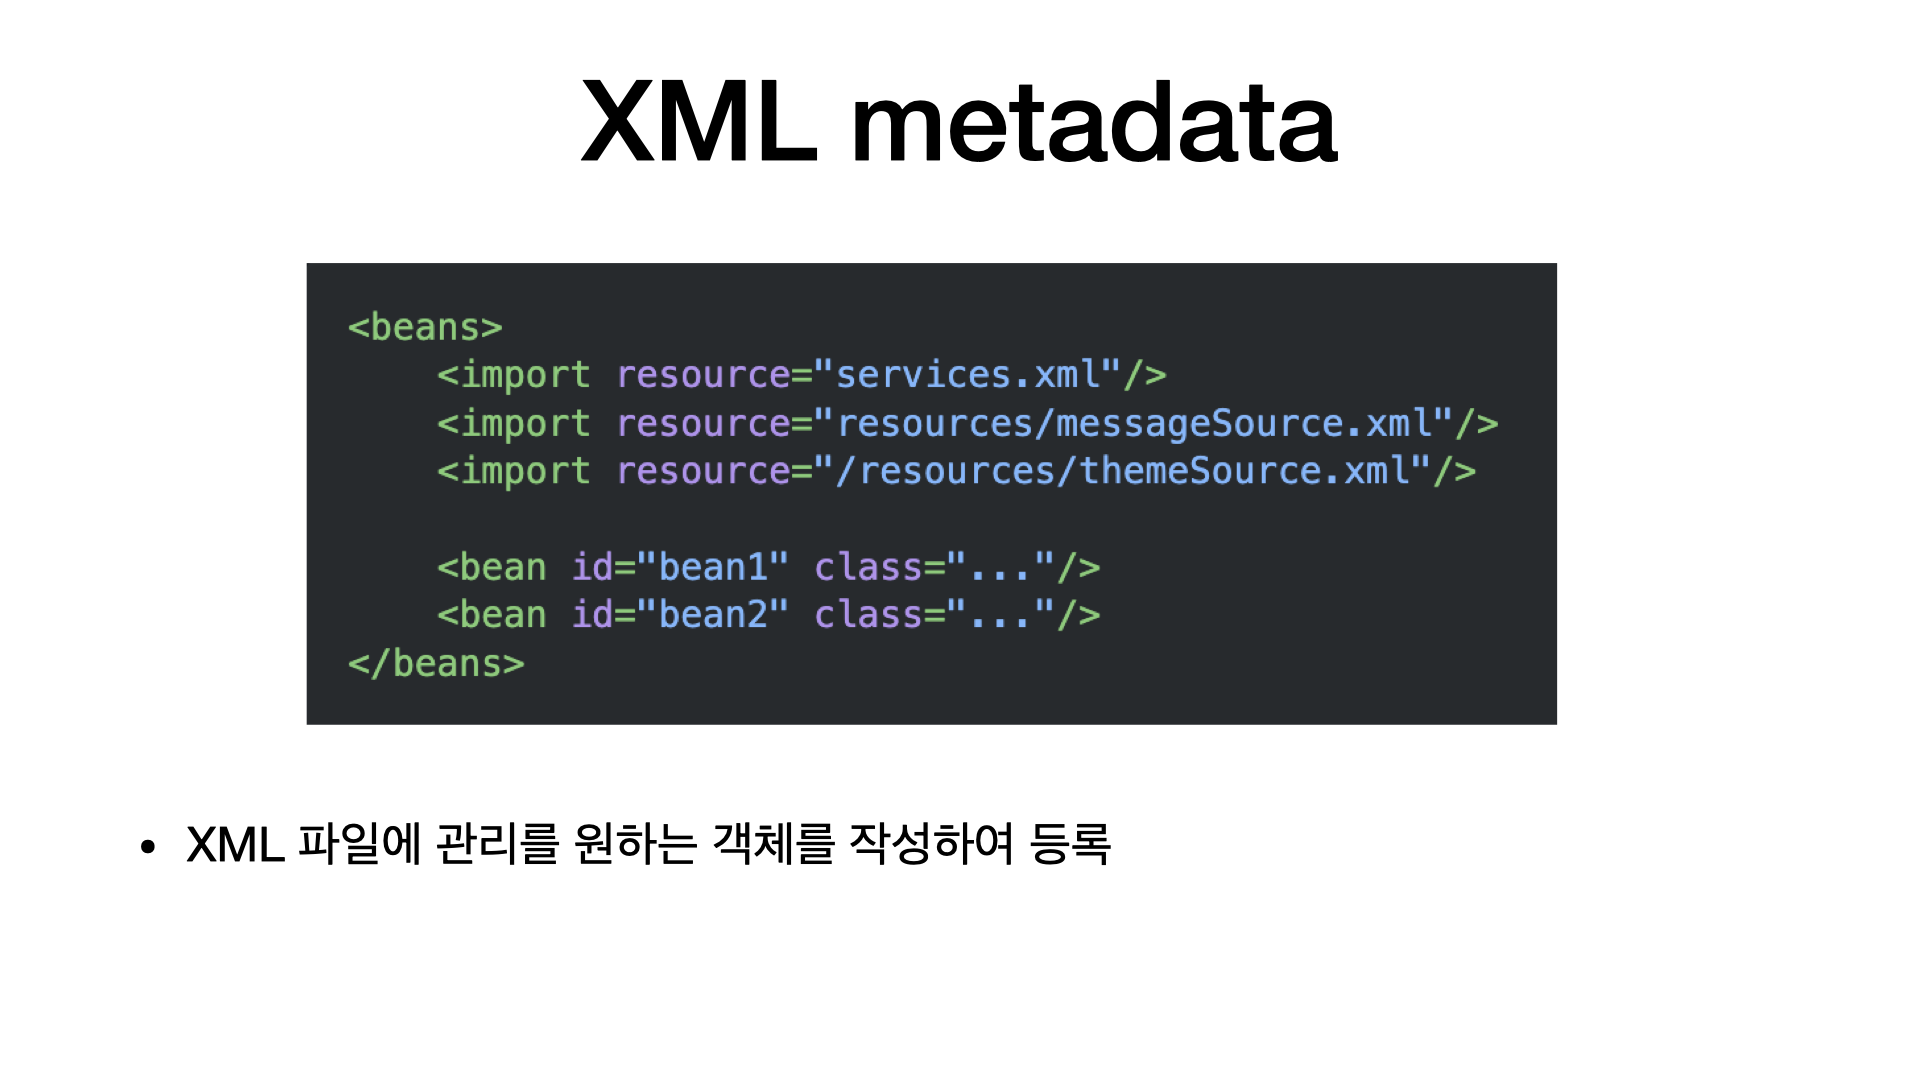 XML metadata
<beans>
    <import resource="services.xml"/>
    <import resource="resources/messageSource.xml"/>
    <import resource="/resources/themeSource.xml"/>

    <bean id="bean1" class="..."/>
    <bean id="bean2" class="..."/>
</beans>
• XML 파일에 관리를 원하는 객체를 작성하여 등록